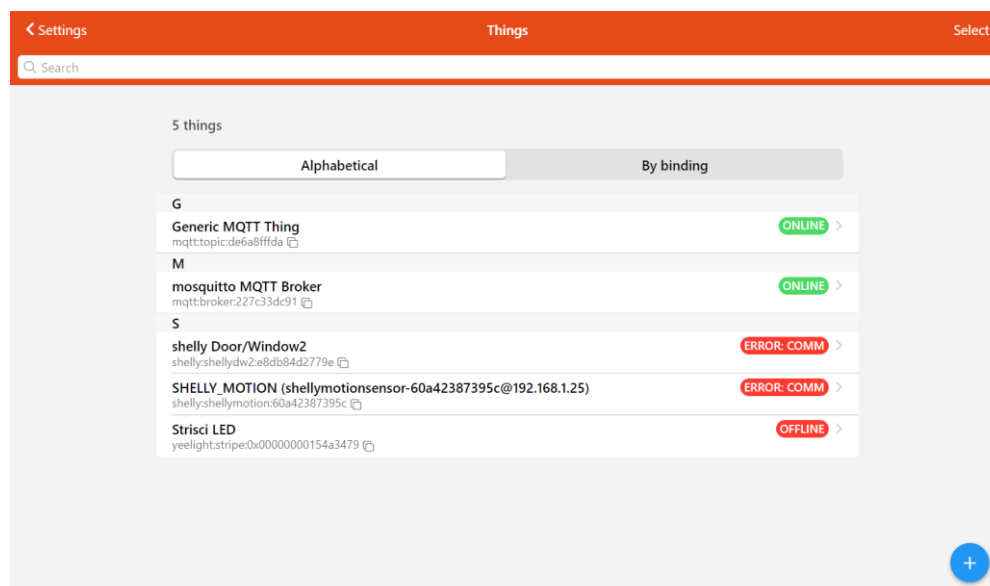 Settings
Things
Select
Search
5 things
Alphabetical
By binding
G
Generic MQTT Thing
ONLINE
mqtt:topic:de6a8fffda
M
mosquitto MQTT Broker
ONLINE
mqtt:broker:227c33dc91
S
shelly Door/Window2
ERROR: COMM
shelly:shellydw2:e8db84d2779e
SHELLY_MOTION (shellymotionsensor-60a42387395c@192.168.1.25)
ERROR: COMM
shelly:shellymotion:60a42387395c
Strisci LED
OFFLINE
yeelight:stripe:0x00000000154a3479